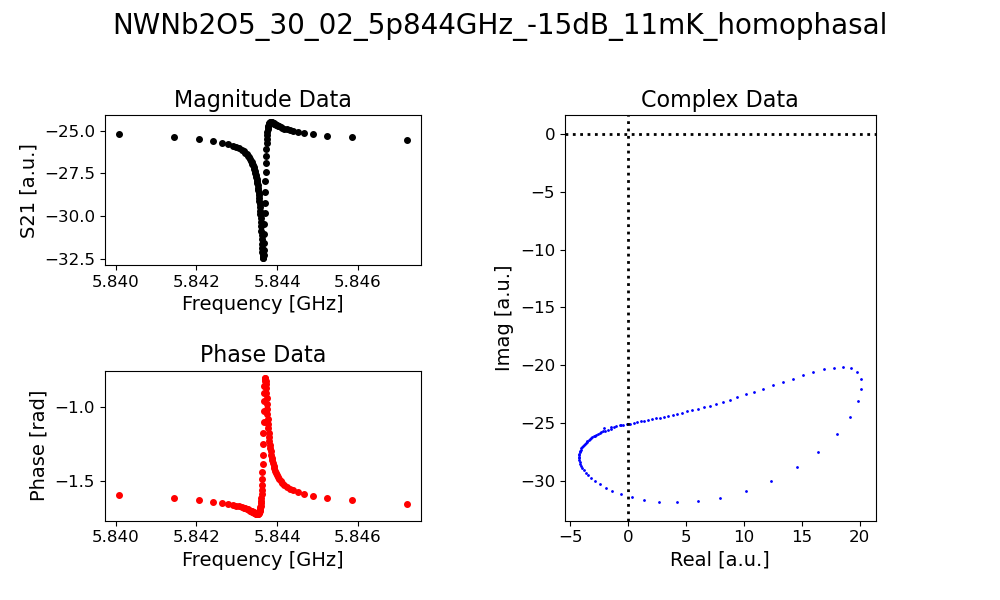 NWNb2O5_30_02_5p844GHz_-15dB_11mK_homophasal
Magnitude Data
S21 [a.u.]
−25.0
−27.5
−30.0
−32.5
5.840 5.842 5.844 5.846
Frequency [GHz]
Phase Data
Phase [rad]
−1.0
−1.5
5.840 5.842 5.844 5.846
Frequency [GHz]
Complex Data
Imag [a.u.]
0
−5
−10
−15
−20
−25
−30
−5 0 5 10 15 20
Real [a.u.]